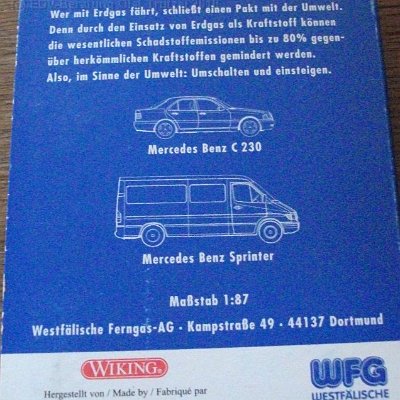 Wer mit Erdgas fährt, schließt einen Pakt mit der Umwelt.
Denn durch den Einsatz von Erdgas als Kraftstoff können
die wesentlichen Schadstoffemissionen bis zu 80% gegen-
über herkömmlichen Kraftstoffen gemindert werden.
Also, im Sinne der Umwelt: Umschalten und einsteigen.
Mercedes Benz C 230
Mercedes Benz Sprinter
Maßstab 1:87
Westfälische Ferngas-AG · Kampstraße 49 · 44137 Dortmund
WIKING®
Hergestellt von / Made by / Fabriqué par
WFG
WESTFÄLISCHE